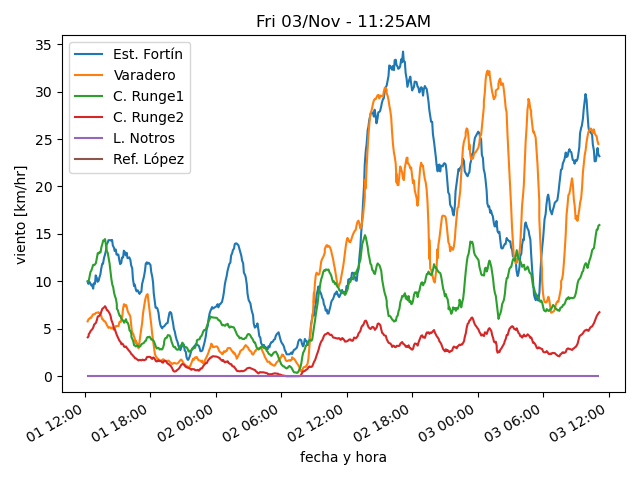 Fri 03/Nov - 11:25AM
viento [km/hr]
35
30
25
20
15
10
5
0
Est. Fortín
Varadero
C. Runge1
C. Runge2
L. Notros
Ref. López
01 12:00
01 18:00
02 00:00
02 06:00
02 12:00
02 18:00
03 00:00
03 06:00
03 12:00
fecha y hora